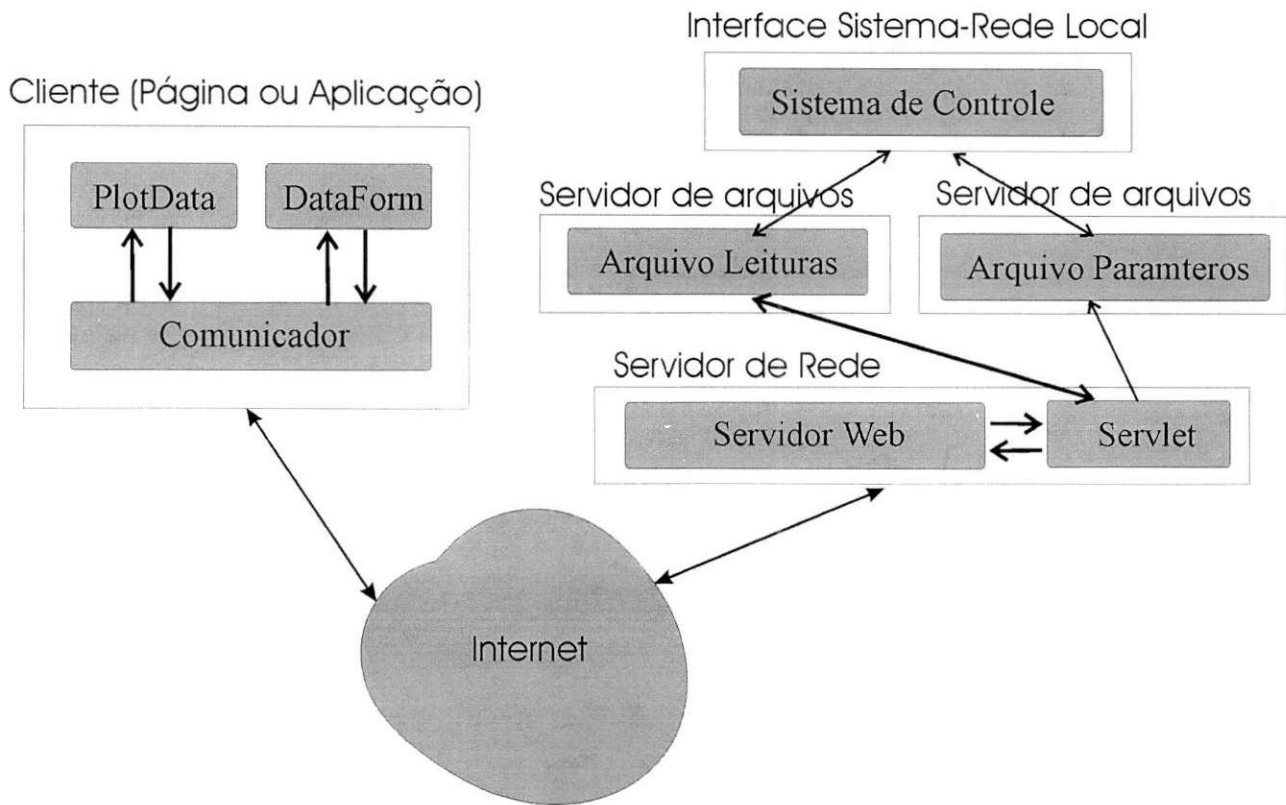 Interface Sistema-Rede Local
Sistema de Controle
Cliente (Página ou Aplicação)
PlotData
DataForm
Comunicador
Servidor de arquivos
Servidor de arquivos
Arquivo Leituras
Arquivo Paramteros
Servidor de Rede
Servidor Web
Servlet
Internet